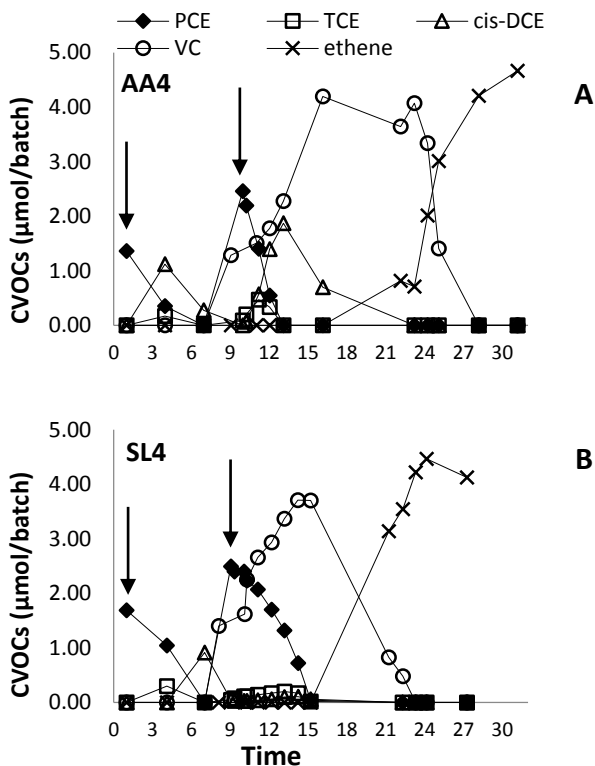 PCE TCE cis-DCE
VC ethene
5.00
AA4
A
4.00
3.00
2.00
1.00
0.00
CVOCs (µmol/batch)
0 3 6 9 12 15 18 21 24 27 30
5.00
SL4
B
4.00
3.00
2.00
1.00
0.00
CVOCs (µmol/batch)
0 3 6 9 12 15 18 21 24 27 30
Time